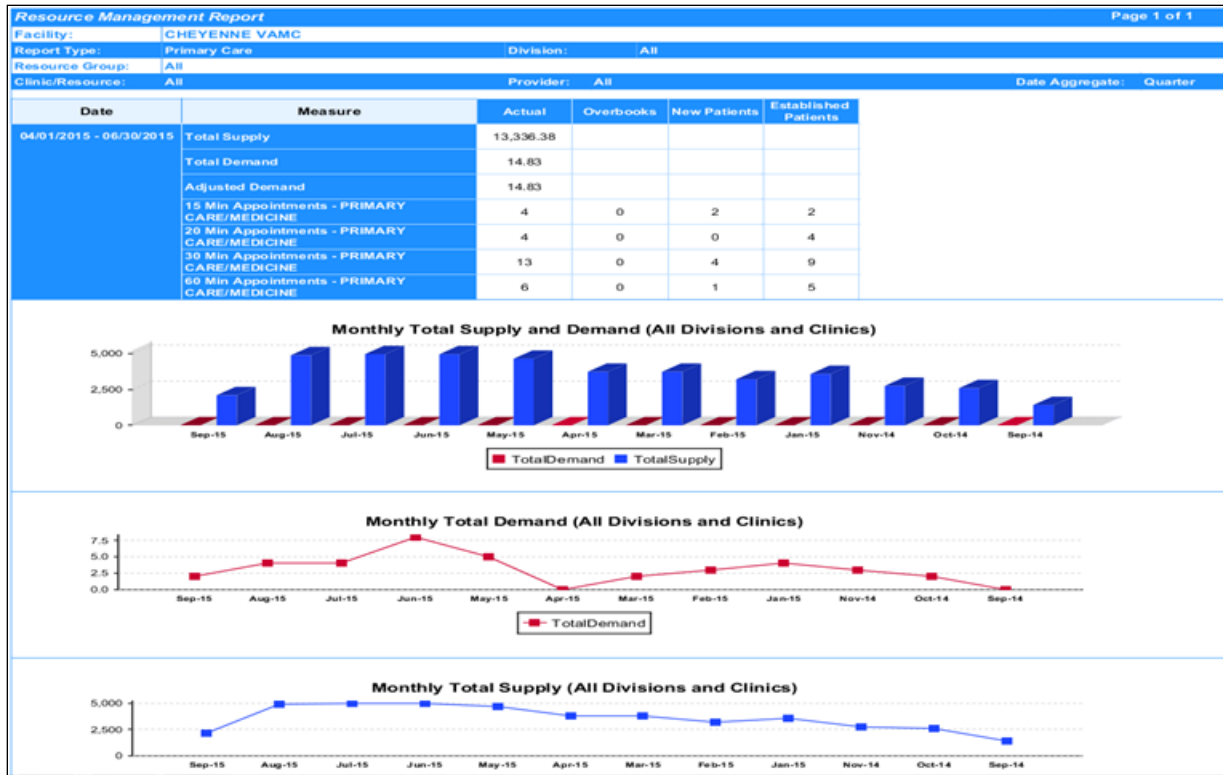 Resource Management Report Page 1 of 1
Facility: CHEYENNE VAMC
Report Type: Primary Care Division: All
Resource Group: All
Clinic/Resource: All Provider: All Date Aggregate: Quarter
Date Measure Actual Overbooks New Patients Established Patients
04/01/2015 - 06/30/2015 Total Supply 13,336.38
Total Demand 14.83
Adjusted Demand 14.83
15 Min Appointments - PRIMARY CARE/MEDICINE 4 0 2 2
20 Min Appointments - PRIMARY CARE/MEDICINE 4 0 0 4
30 Min Appointments - PRIMARY CARE/MEDICINE 13 0 4 9
60 Min Appointments - PRIMARY CARE/MEDICINE 6 0 1 5
Monthly Total Supply and Demand (All Divisions and Clinics)
5,000
2,500
0
Sep-15 Aug-15 Jul-15 Jun-15 May-15 Apr-15 Mar-15 Feb-15 Jan-15 Nov-14 Oct-14 Sep-14
TotalDemand TotalSupply
Monthly Total Demand (All Divisions and Clinics)
7.5
5.0
2.5
0.0
Sep-15 Aug-15 Jul-15 Jun-15 May-15 Apr-15 Mar-15 Feb-15 Jan-15 Nov-14 Oct-14 Sep-14
TotalDemand
Monthly Total Supply (All Divisions and Clinics)
5,000
2,500
0
Sep-15 Aug-15 Jul-15 Jun-15 May-15 Apr-15 Mar-15 Feb-15 Jan-15 Nov-14 Oct-14 Sep-14